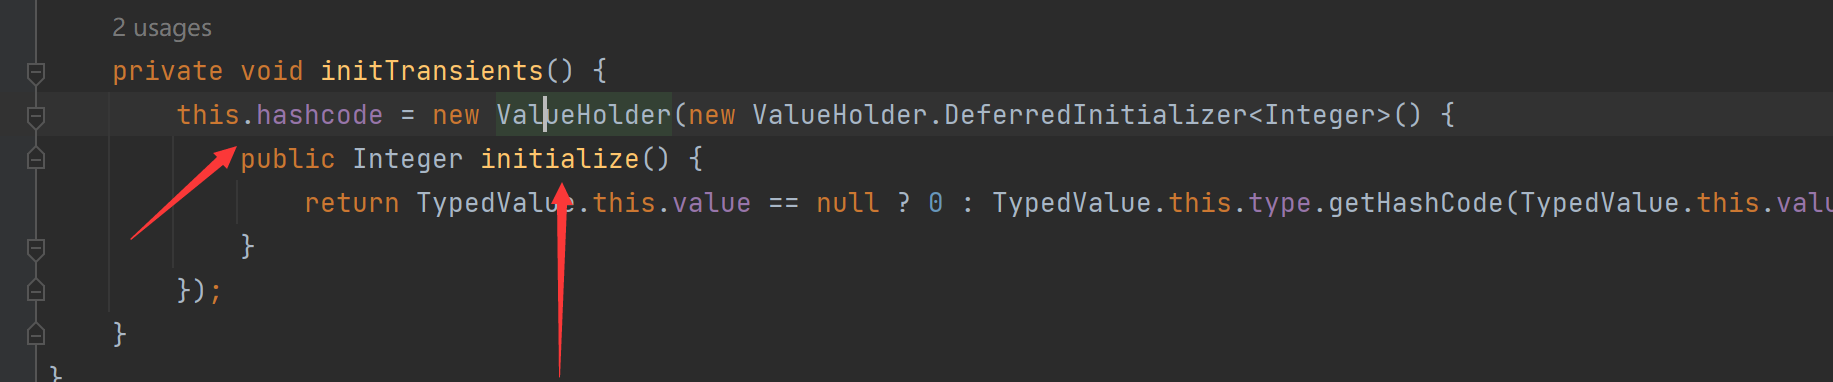 2 usages
private void initTransients() {
this.hashcode = new ValueHolder(new ValueHolder.DeferredInitializer<Integer>() {
public Integer initialize() {
return TypedValue.this.value == null ? 0 : TypedValue.this.type.getHashCode(TypedValue.this.valu
}
});
}
}